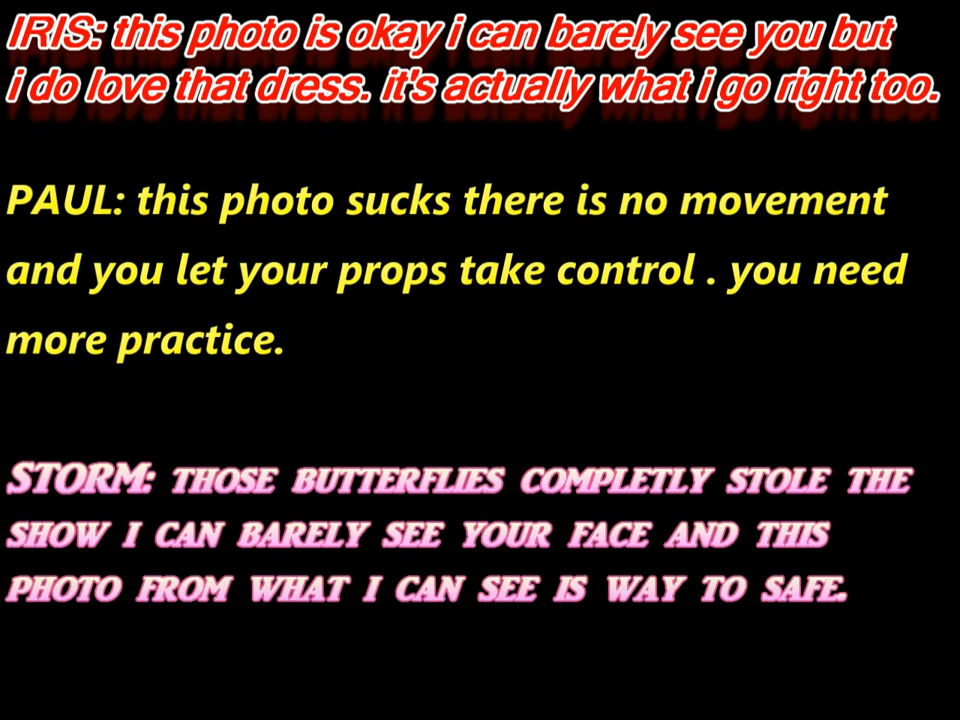 IRIS: this photo is okay i can barely see you but
i do love that dress. it's actually what i go right too.
PAUL: this photo sucks there is no movement
and you let your props take control . you need
more practice.
STORM: THOSE BUTTERFLIES COMPLETLY STOLE THE
SHOW I CAN BARELY SEE YOUR FACE AND THIS
PHOTO FROM WHAT I CAN SEE IS WAY TO SAFE.